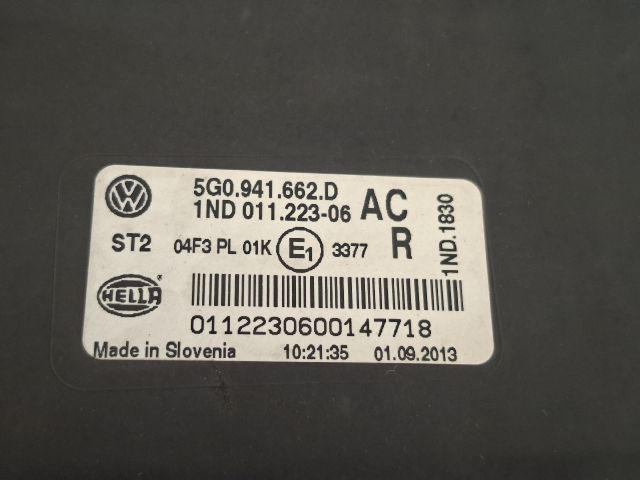 5G0.941.662.D
1ND 011.223-06 AC
ST2 04F3 PL 01K E1 3377 R
1ND.1830
HELLA
0112230600147718
Made in Slovenia 10:21:35 01.09.2013